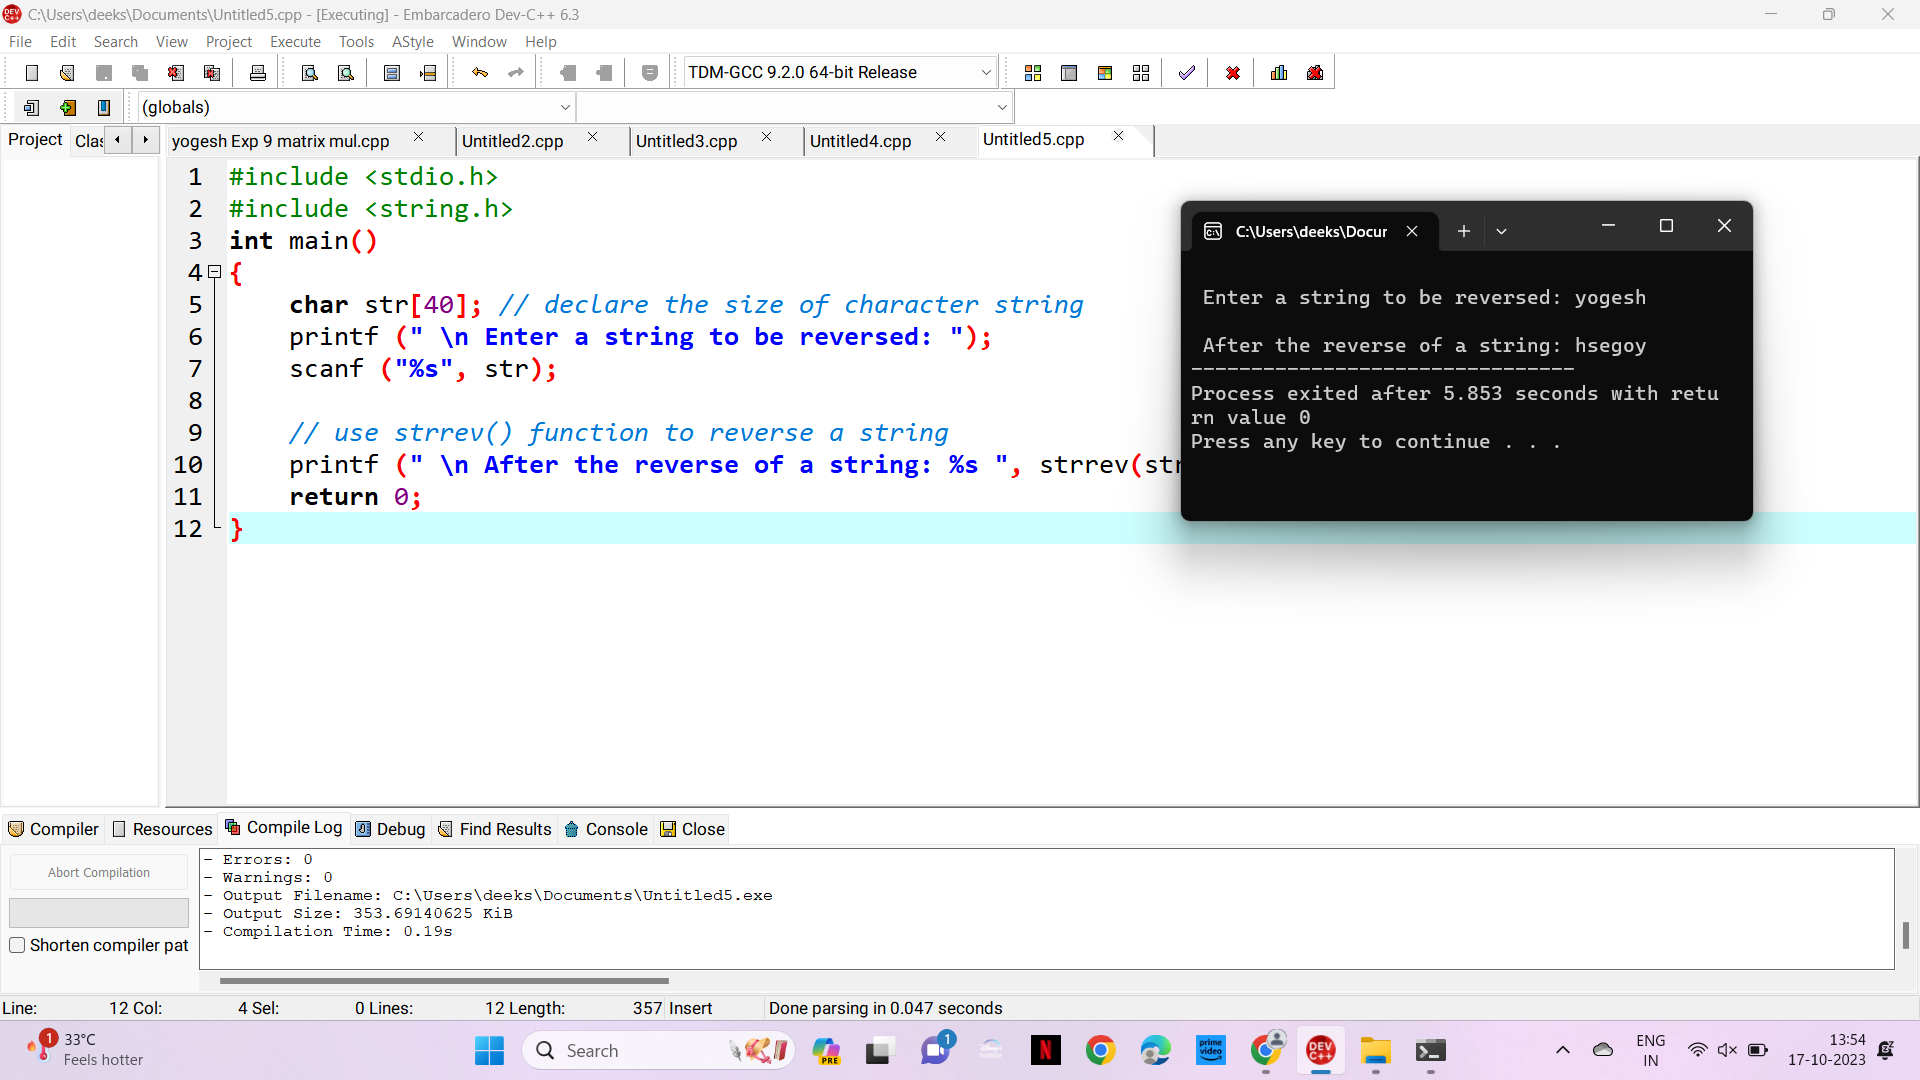 C:\Users\deeks\Documents\Untitled5.cpp - [Executing] - Embarcadero Dev-C++ 6.3
File Edit Search View Project Execute Tools AStyle Window Help
TDM-GCC 9.2.0 64-bit Release
(globals)
Project Clas
yogesh Exp 9 matrix mul.cpp Untitled2.cpp Untitled3.cpp Untitled4.cpp Untitled5.cpp
1 #include <stdio.h>
2 #include <string.h>
3 int main()
4 {
5 char str[40]; // declare the size of character string
6 printf (" \n Enter a string to be reversed: ");
7 scanf ("%s", str);
8
9 // use strrev() function to reverse a string
10 printf (" \n After the reverse of a string: %s ", strrev(str
11 return 0;
12 }
C:\Users\deeks\Docur
Enter a string to be reversed: yogesh
After the reverse of a string: hsegoy
--------------------------------
Process exited after 5.853 seconds with retu
rn value 0
Press any key to continue . . .
Compiler Resources Compile Log Debug Find Results Console Close
Abort Compilation
Shorten compiler pat
- Errors: 0
- Warnings: 0
- Output Filename: C:\Users\deeks\Documents\Untitled5.exe
- Output Size: 353.69140625 KiB
- Compilation Time: 0.19s
Line: 12 Col: 4 Sel: 0 Lines: 12 Length: 357 Insert Done parsing in 0.047 seconds
1
33°C
Feels hotter
Search
PRE
1
N
prime video
DEV C++
ENG
IN
13:54
17-10-2023